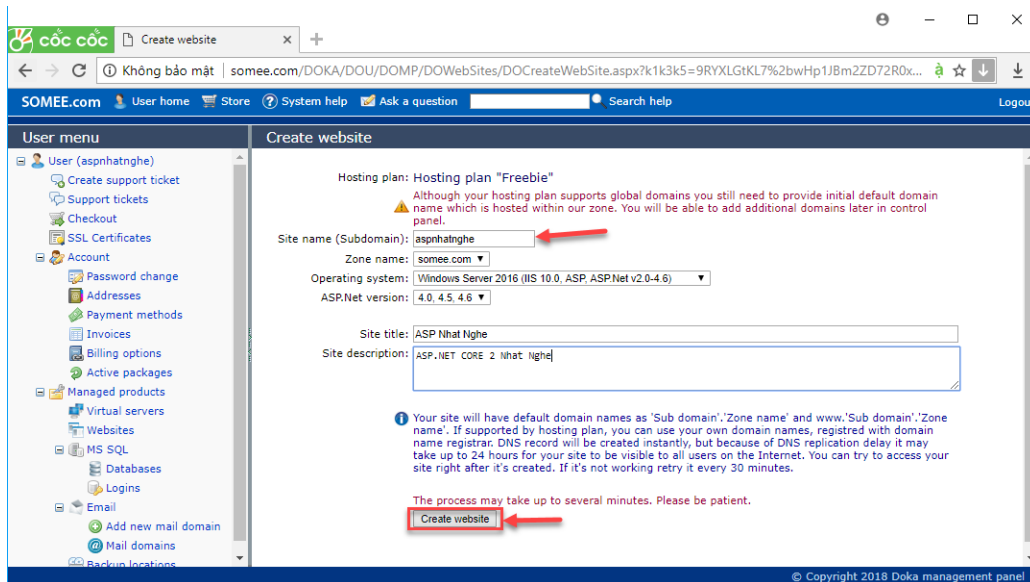 cốc cốc
Create website
Không bảo mật | somee.com/DOKA/DOU/DOMP/DOWebSites/DOCreateWebSite.aspx?k1k3k5=9RYXLGtKL7%2bwHp1JBm2ZD72R0x...
SOMEE.com User home Store System help Ask a question Search help Logou
User menu
Create website
User (aspnhatnghe)
Create support ticket
Support tickets
Checkout
SSL Certificates
Account
Password change
Addresses
Payment methods
Invoices
Billing options
Active packages
Managed products
Virtual servers
Websites
MS SQL
Databases
Logins
Email
Add new mail domain
Mail domains
Backup locations
Hosting plan: Hosting plan "Freebie"
Although your hosting plan supports global domains you still need to provide initial default domain
name which is hosted within our zone. You will be able to add additional domains later in control
panel.
Site name (Subdomain): aspnhatnghe
Zone name: somee.com
Operating system: Windows Server 2016 (IIS 10.0, ASP, ASP.Net v2.0-4.6)
ASP.Net version: 4.0, 4.5, 4.6
Site title: ASP Nhat Nghe
Site description: ASP.NET CORE 2 Nhat Nghe
Your site will have default domain names as 'Sub domain'.'Zone name' and www.'Sub domain'.'Zone
name'. If supported by hosting plan, you can use your own domain names, registred with domain
name registrar. DNS record will be created instantly, but because of DNS replication delay it may
take up to 24 hours for your site to be visible to all users on the Internet. You can try to access your
site right after it's created. If it's not working retry it every 30 minutes.
The process may take up to several minutes. Please be patient.
Create website
© Copyright 2018 Doka management panel